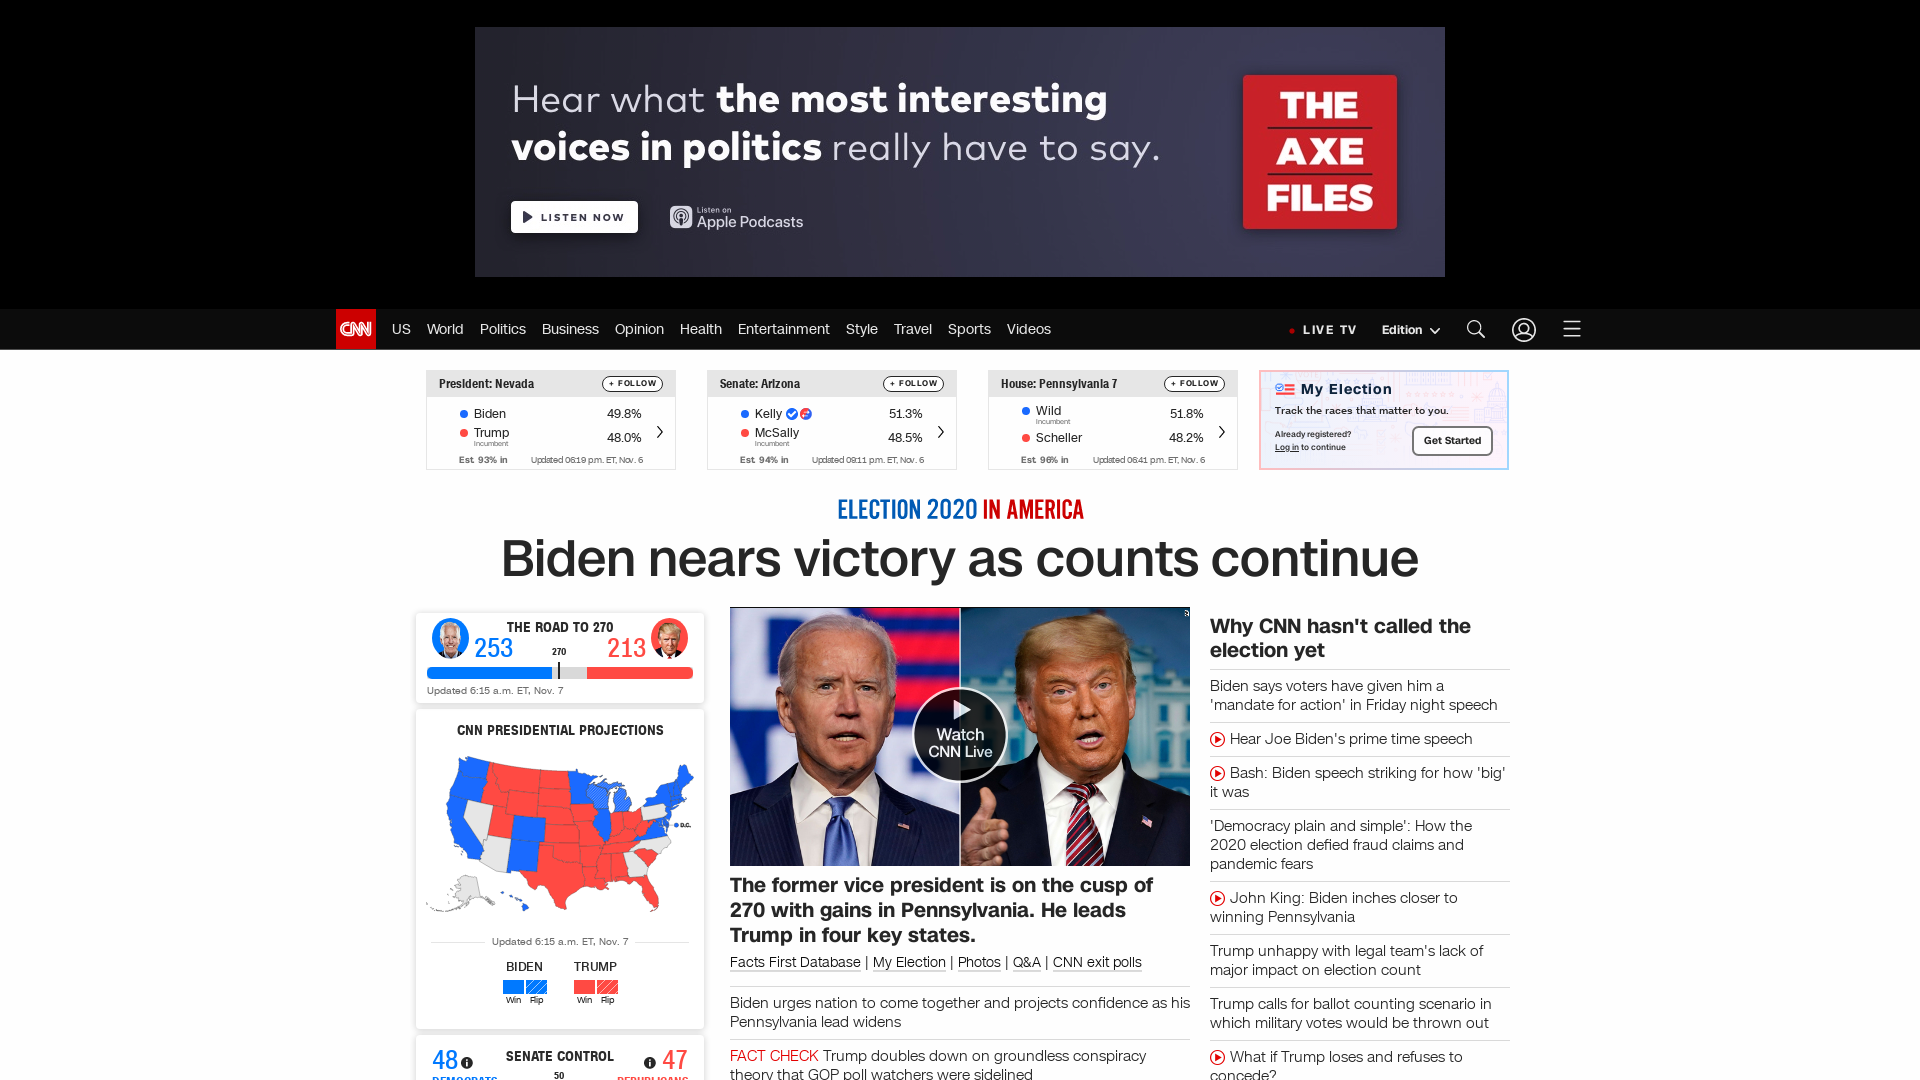 Hear what the most interesting
voices in politics really have to say.
LISTEN NOW
Listen on
Apple Podcasts
THE
AXE
FILES
CNN
US
World
Politics
Business
Opinion
Health
Entertainment
Style
Travel
Sports
Videos
LIVE TV
Edition
President: Nevada
+ FOLLOW
Biden
49.8%
Trump
Incumbent
48.0%
Est. 93% in
Updated 06:19 p.m. ET, Nov. 6
Senate: Arizona
+ FOLLOW
Kelly
51.3%
McSally
Incumbent
48.5%
Est. 94% in
Updated 09:11 p.m. ET, Nov. 6
House: Pennsylvania 7
+ FOLLOW
Wild
Incumbent
51.8%
Scheller
48.2%
Est. 96% in
Updated 06:41 p.m. ET, Nov. 6
My Election
Track the races that matter to you.
Already registered?
Log in to continue
Get Started
ELECTION 2020 IN AMERICA
Biden nears victory as counts continue
THE ROAD TO 270
253
270
213
Updated 6:15 a.m. ET, Nov. 7
CNN PRESIDENTIAL PROJECTIONS
D.C.
Updated 6:15 a.m. ET, Nov. 7
BIDEN
TRUMP
Win
Flip
Win
Flip
48
SENATE CONTROL
47
DEMOCRATS
50
REPUBLICANS
Watch
CNN Live
The former vice president is on the cusp of
270 with gains in Pennsylvania. He leads
Trump in four key states.
Facts First Database | My Election | Photos | Q&A | CNN exit polls
Biden urges nation to come together and projects confidence as his
Pennsylvania lead widens
FACT CHECK Trump doubles down on groundless conspiracy
theory that GOP poll watchers were sidelined
Why CNN hasn't called the
election yet
Biden says voters have given him a
'mandate for action' in Friday night speech
Hear Joe Biden's prime time speech
Bash: Biden speech striking for how 'big'
it was
'Democracy plain and simple': How the
2020 election defied fraud claims and
pandemic fears
John King: Biden inches closer to
winning Pennsylvania
Trump unhappy with legal team's lack of
major impact on election count
Trump calls for ballot counting scenario in
which military votes would be thrown out
What if Trump loses and refuses to
concede?